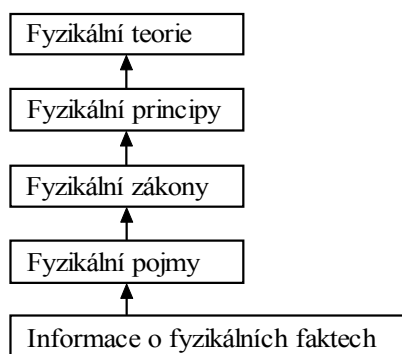 Fyzikální teorie
Fyzikální principy
Fyzikální zákony
Fyzikální pojmy
Informace o fyzikálních faktech